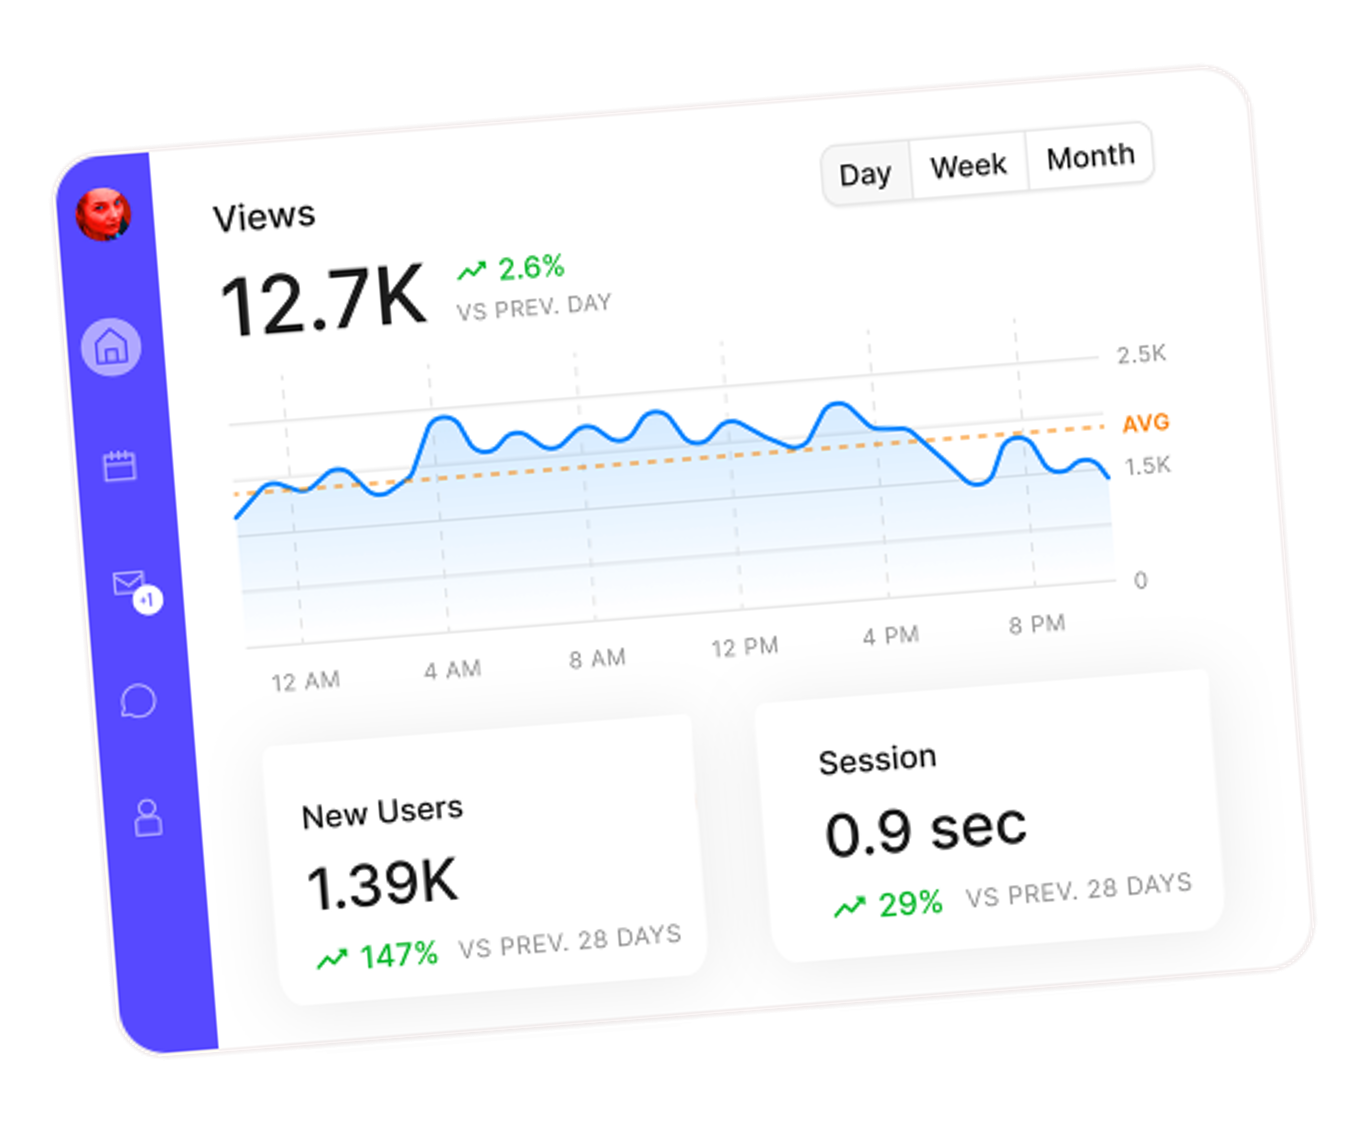 Views
Day Week Month
12.7K
2.6%
VS PREV. DAY
2.5K
AVG
1.5K
0
12 AM 4 AM 8 AM 12 PM 4 PM 8 PM
+1
New Users
1.39K
147% VS PREV. 28 DAYS
Session
0.9 sec
29% VS PREV. 28 DAYS